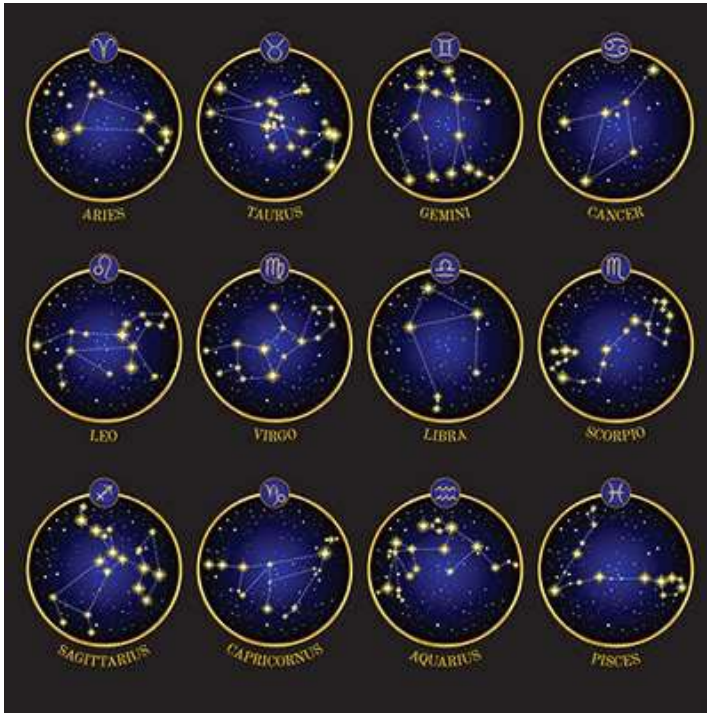 ARIES
TAURUS
GEMINI
CANCER
LEO
VIRGO
LIBRA
SCORPIO
SAGITTARIUS
CAPRICORNUS
AQUARIUS
PISCES